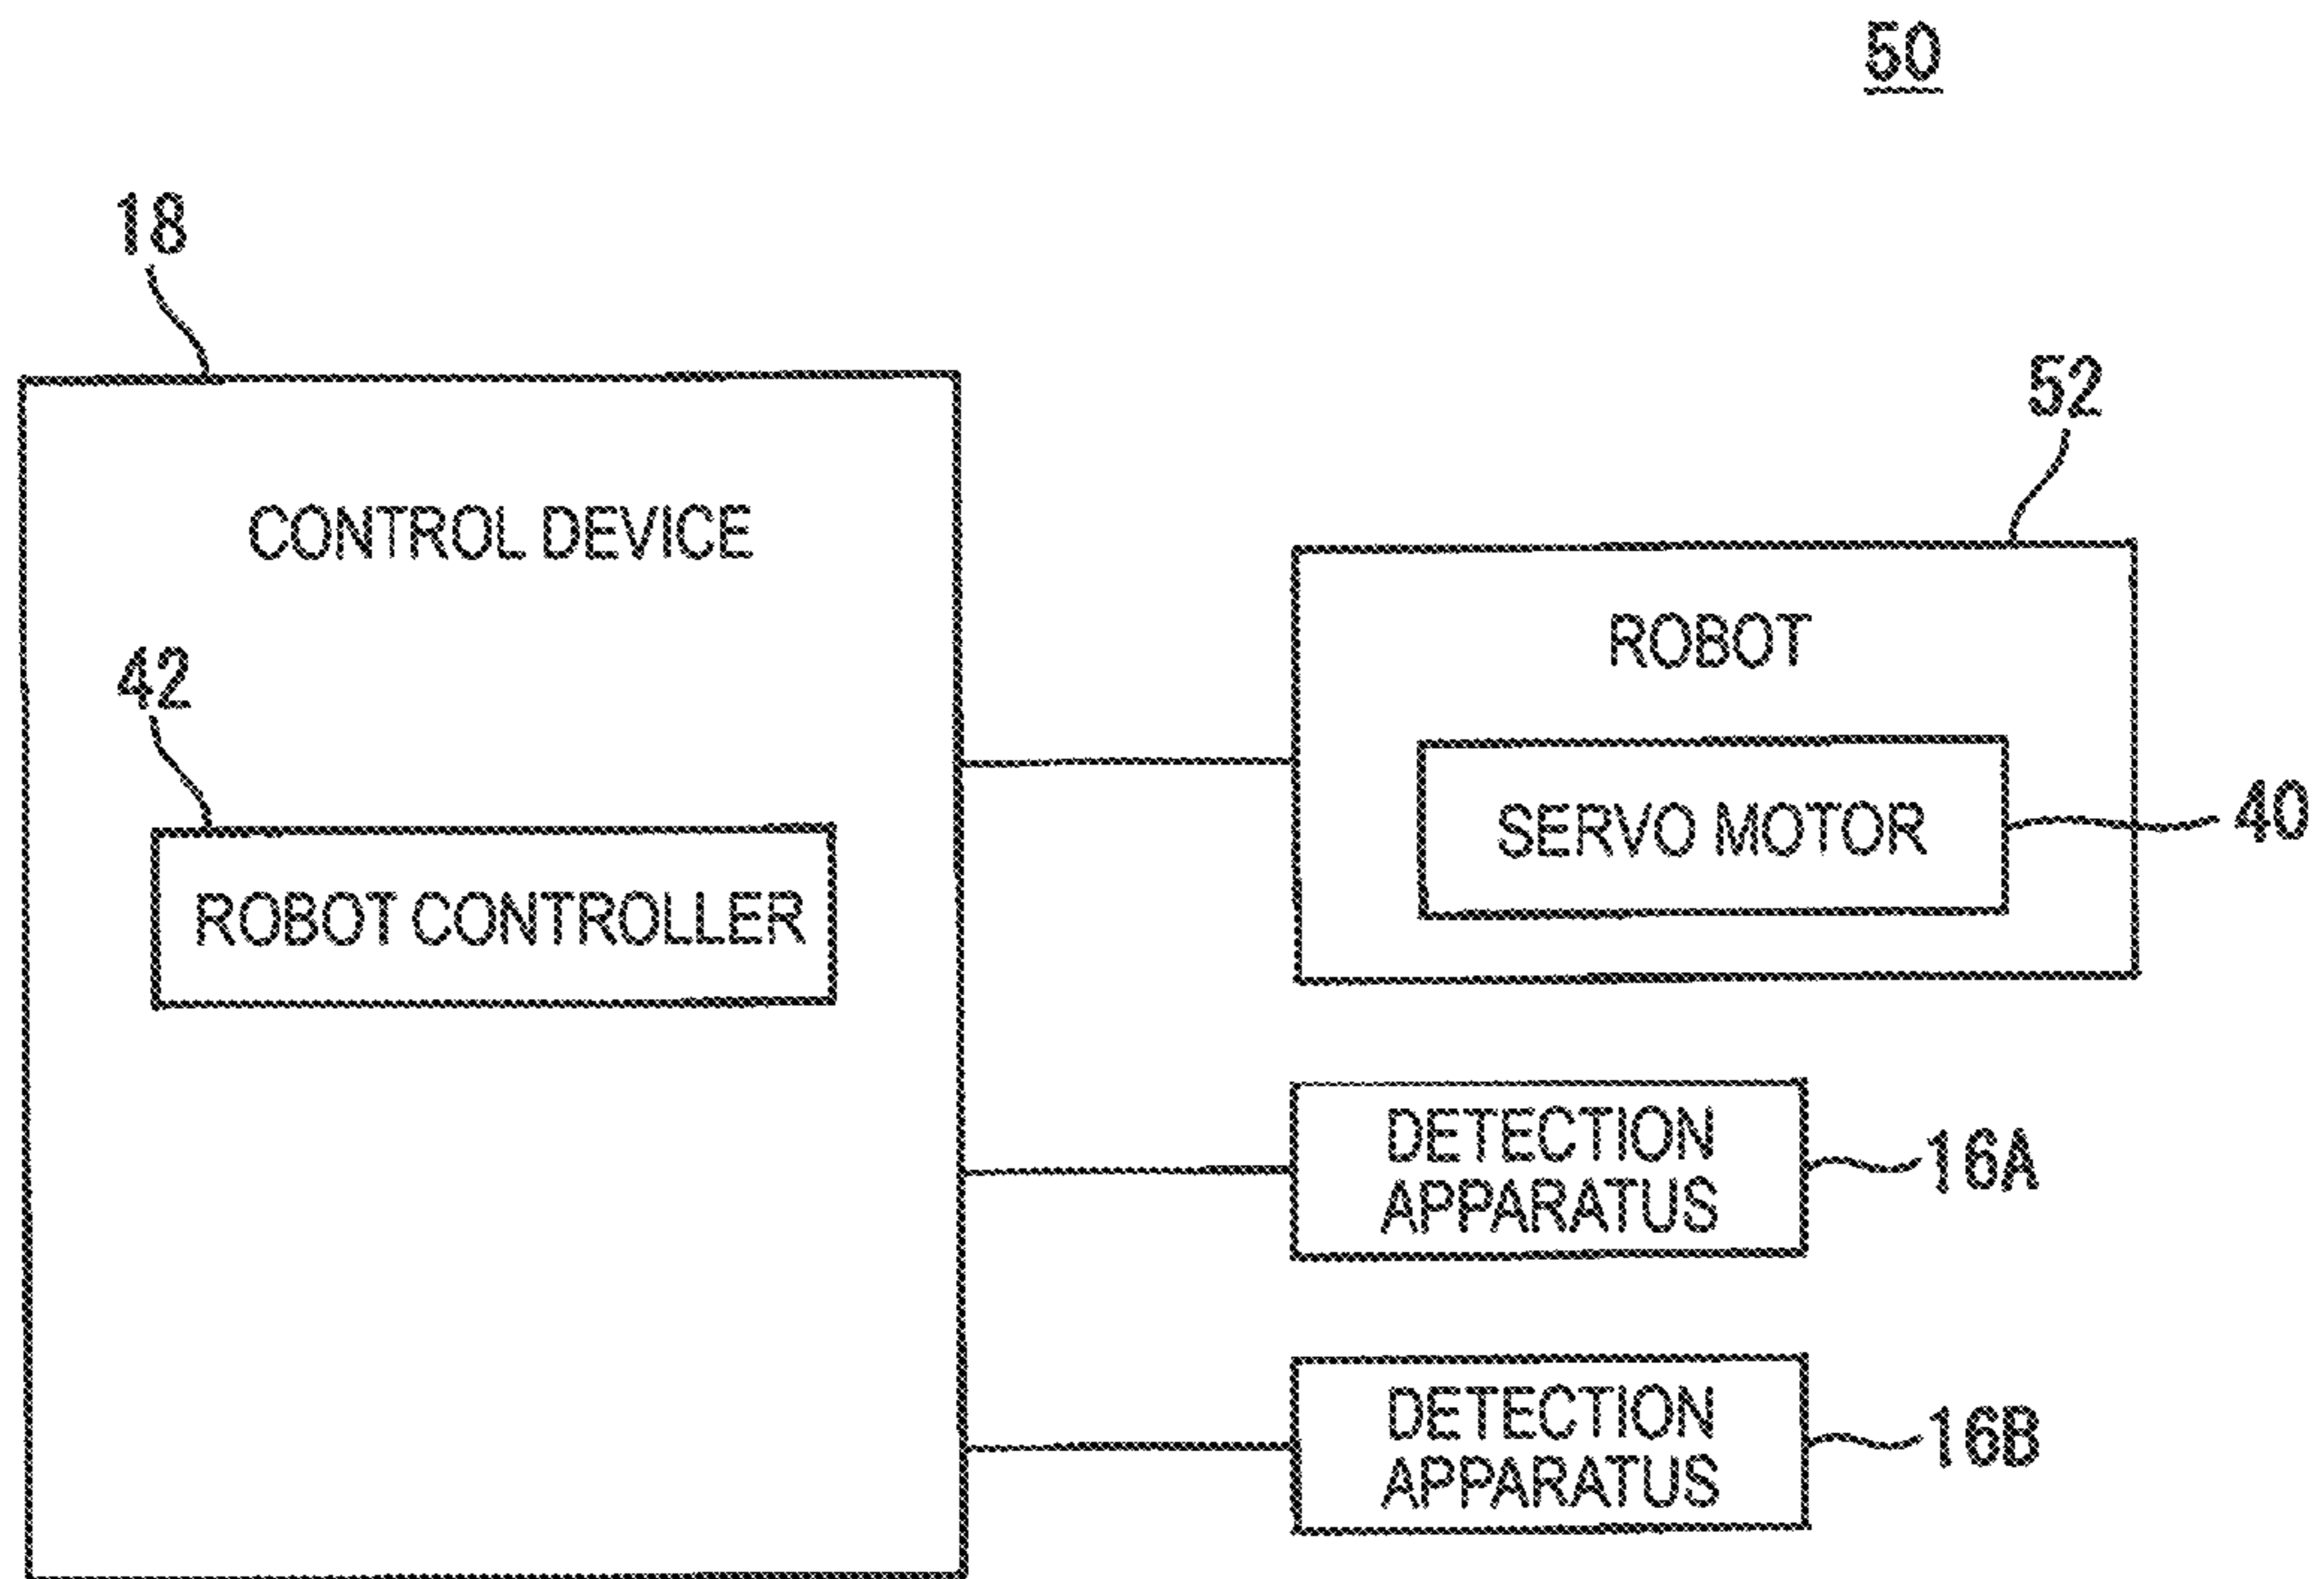 50
18
CONTROL DEVICE
52
ROBOT
42
SERVO MOTOR
40
ROBOT CONTROLLER
DETECTION
APPARATUS
16A
DETECTION
APPARATUS
16B